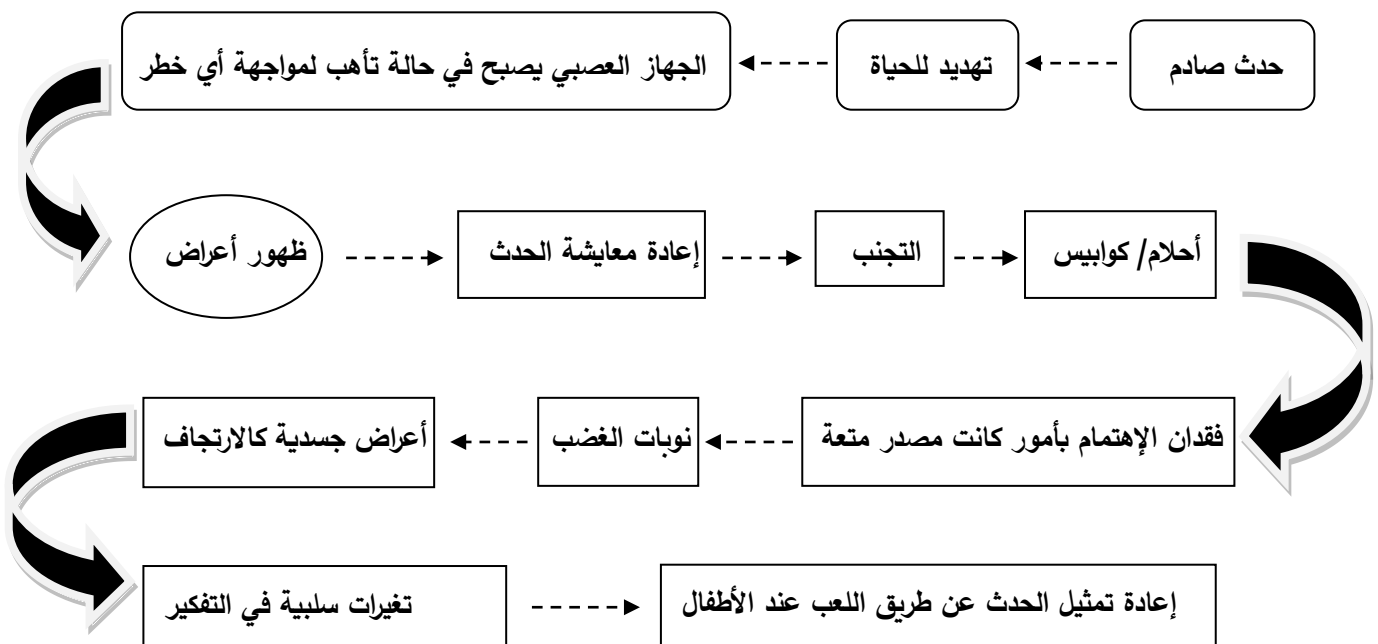 حدث صادم
تهديد للحياة
الجهاز العصبي يصبح في حالة تأهب لمواجهة أي خطر
ظهور أعراض
إعادة معايشة الحدث
التجنب
أحلام/ كوابيس
فقدان الإهتمام بأمور كانت مصدر متعة
نوبات الغضب
أعراض جسدية كالارتجاف
تغيرات سلبية في التفكير
إعادة تمثيل الحدث عن طريق اللعب عند الأطفال